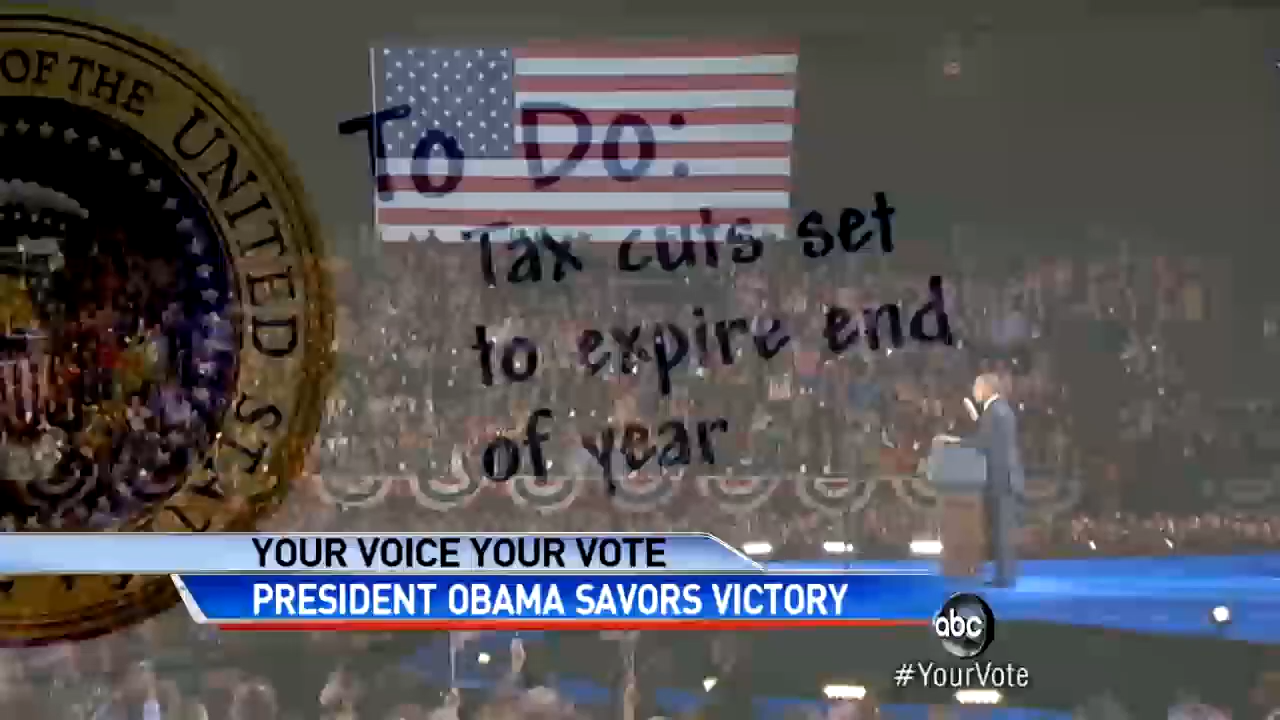 OF THE UNITED STA
To Do:
Tax cuts set
to expire end
of year
YOUR VOICE YOUR VOTE
PRESIDENT OBAMA SAVORS VICTORY
abc
#YourVote